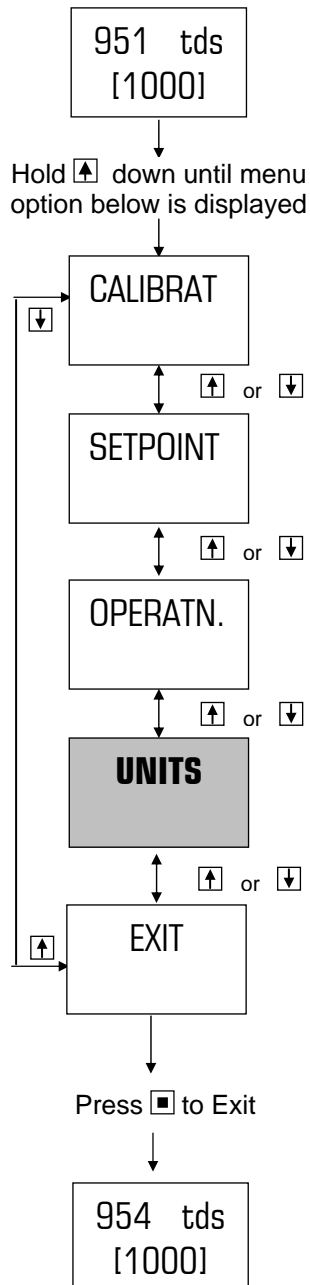 951 tds
[1000]
Hold ↑ down until menu
option below is displayed
CALIBRAT
↓
↑ or ↓
SETPOINT
↑ or ↓
OPERATN.
↑ or ↓
UNITS
↑ or ↓
EXIT
↑
Press ■ to Exit
954 tds
[1000]